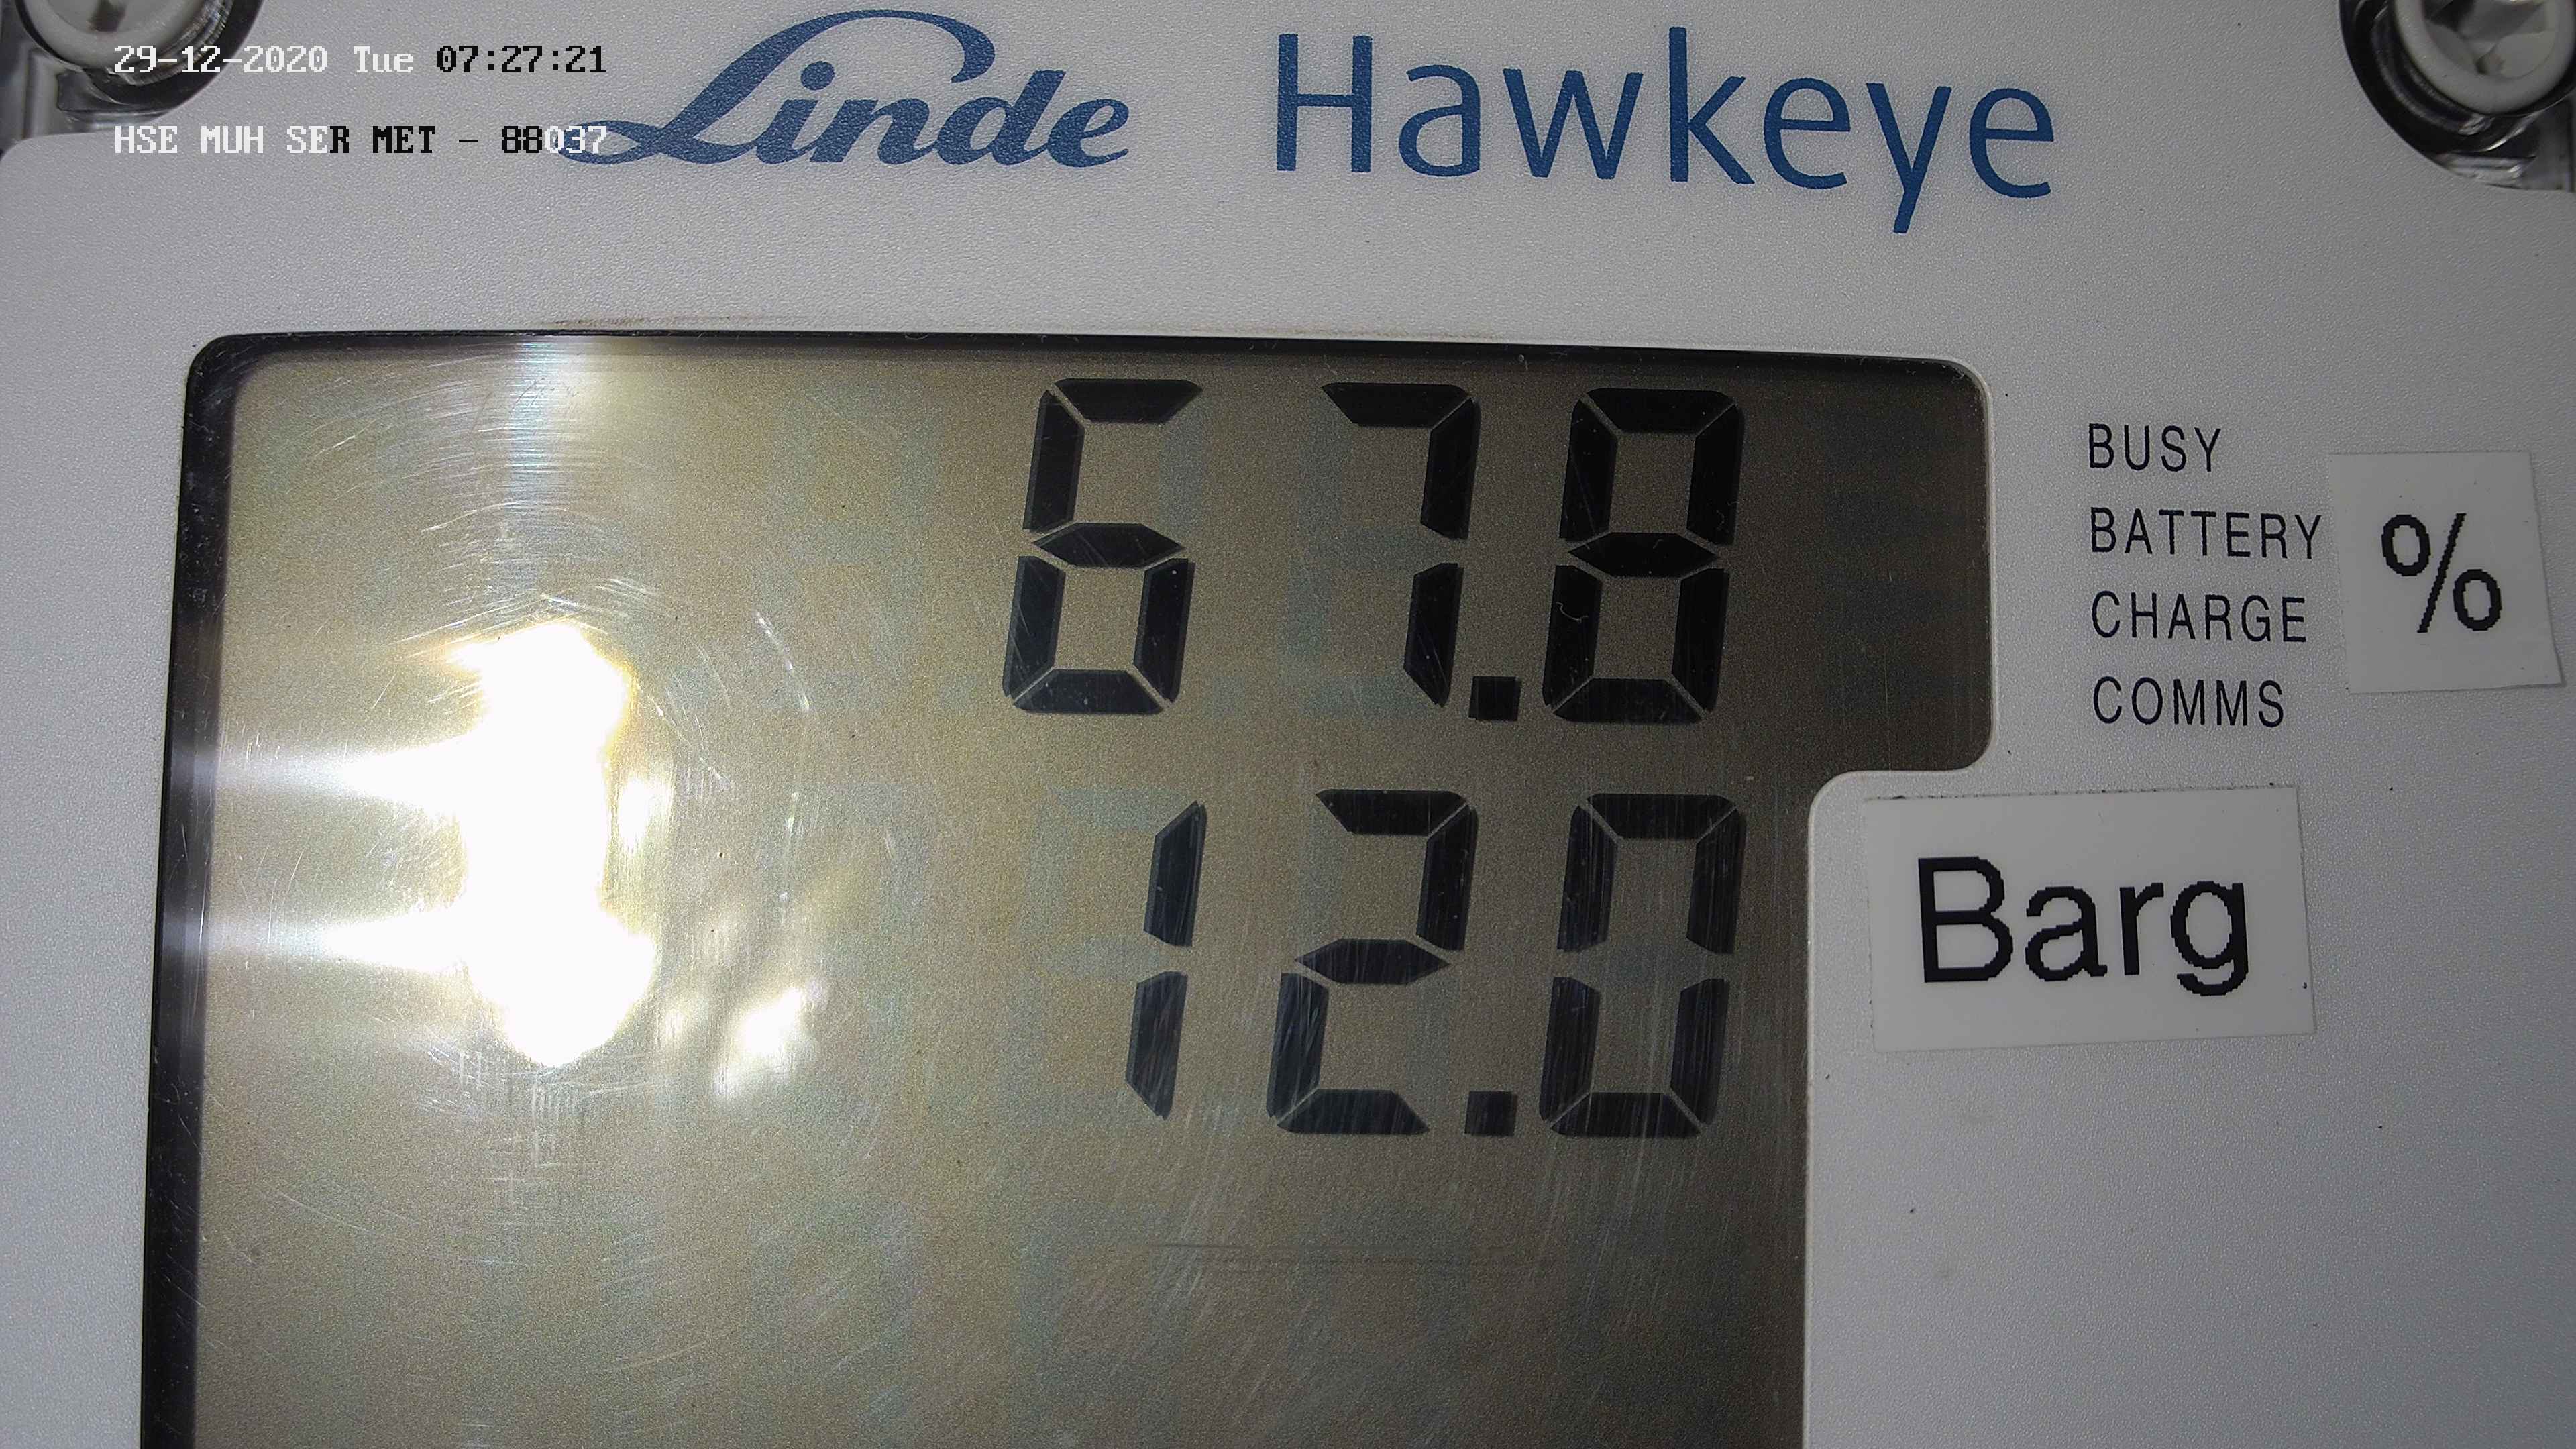 29-12-2020 Tue 07:27:21
HSE MUH SER MET - 88037
Linde Hawkeye
67.8
BUSY
BATTERY
CHARGE
COMMS
%
12.0
Barg